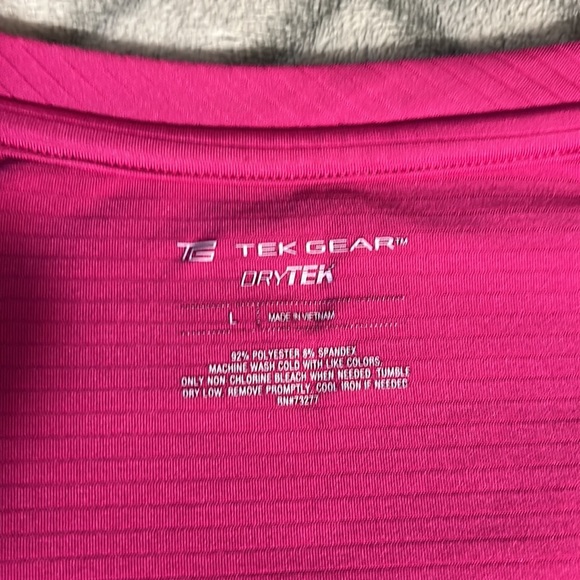 TG TEK GEAR™
DRYTEK
L MADE IN VIETNAM
92% POLYESTER 8% SPANDEX
MACHINE WASH COLD WITH LIKE COLORS,
ONLY NON CHLORINE BLEACH WHEN NEEDED TUMBLE
DRY LOW, REMOVE PROMPTLY, COOL IRON IF NEEDED
RN#73277